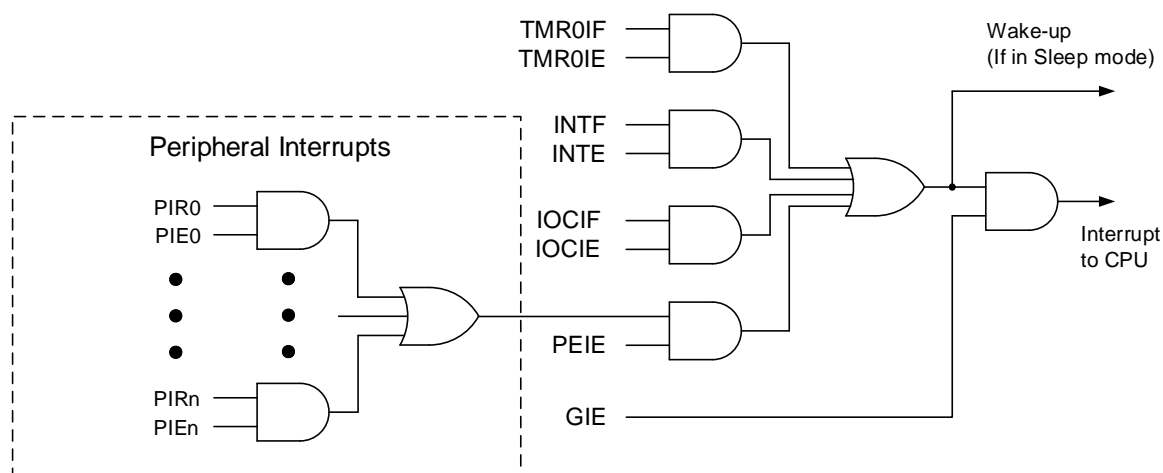 TMR0IF
TMR0IE
Wake-up
(If in Sleep mode)
INTF
INTE
Peripheral Interrupts
PIR0
PIE0
IOCIF
IOCIE
Interrupt
to CPU
PEIE
PIRn
PIEn
GIE